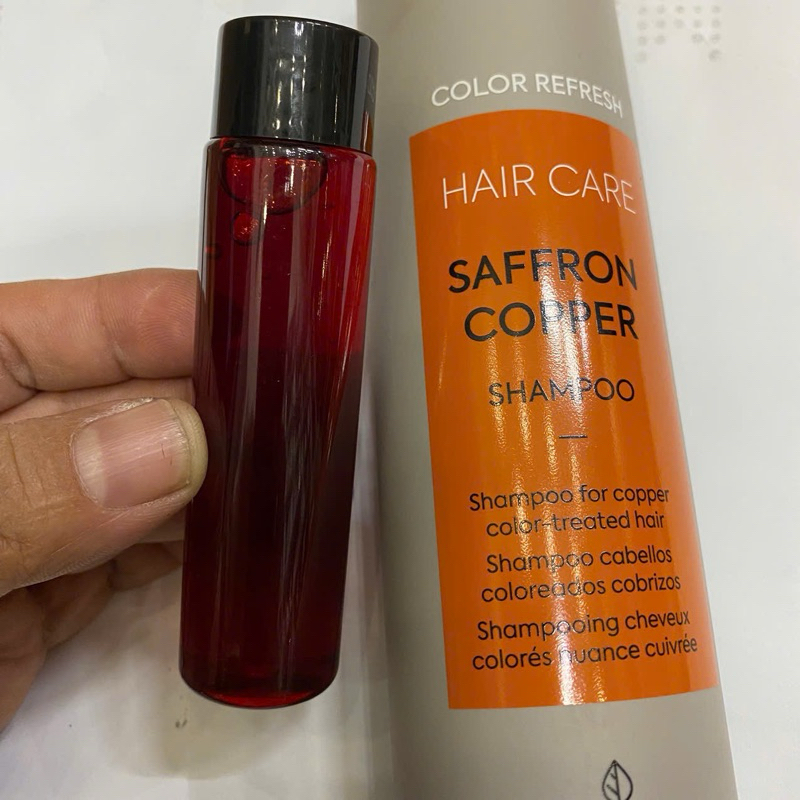 COLOR REFRESH
HAIR CARE
SAFFRON
COPPER
SHAMPOO
Shampoo for copper
color-treated hair
Shampoo cabellos
coloreados cobrizos
Shampooing cheveux
colorés nuance cuivrée